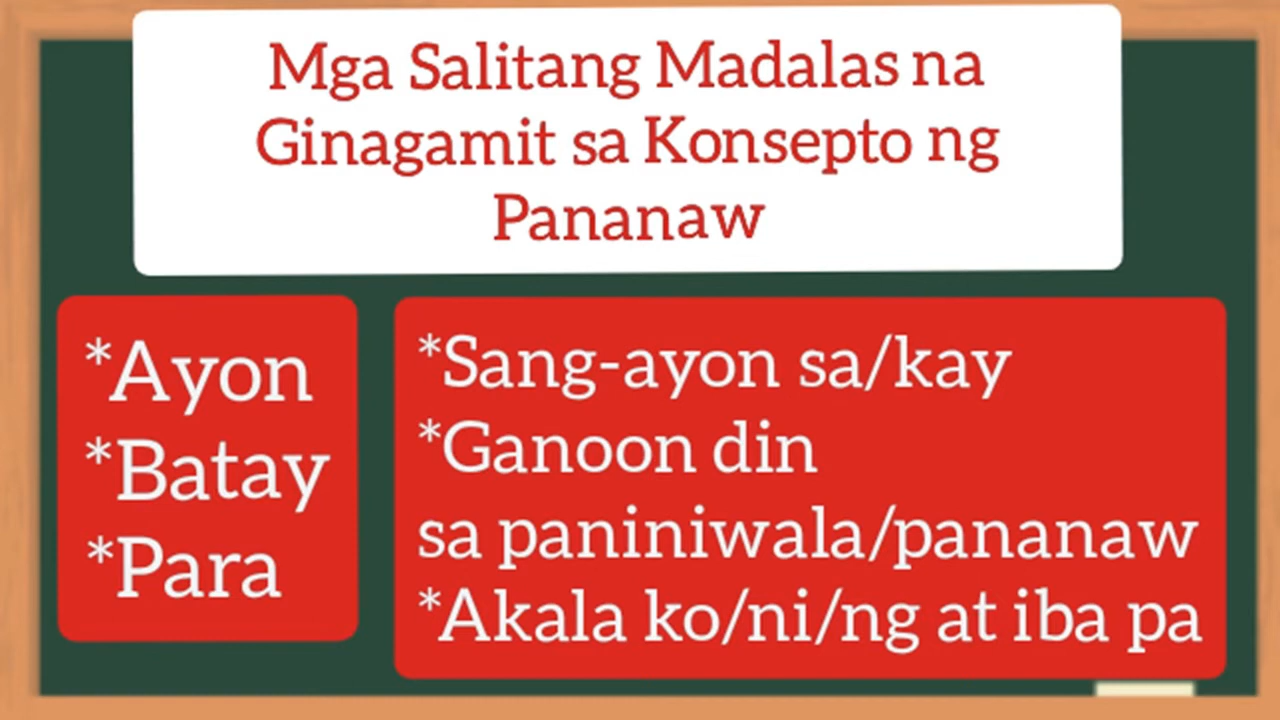 Mga Salitang Madalas na
Ginagamit sa Konsepto ng
Pananaw
*Ayon
*Batay
*Para
*Sang-ayon sa/kay
*Ganoon din
sa paniniwala/pananaw
*Akala ko/ni/ng at iba pa